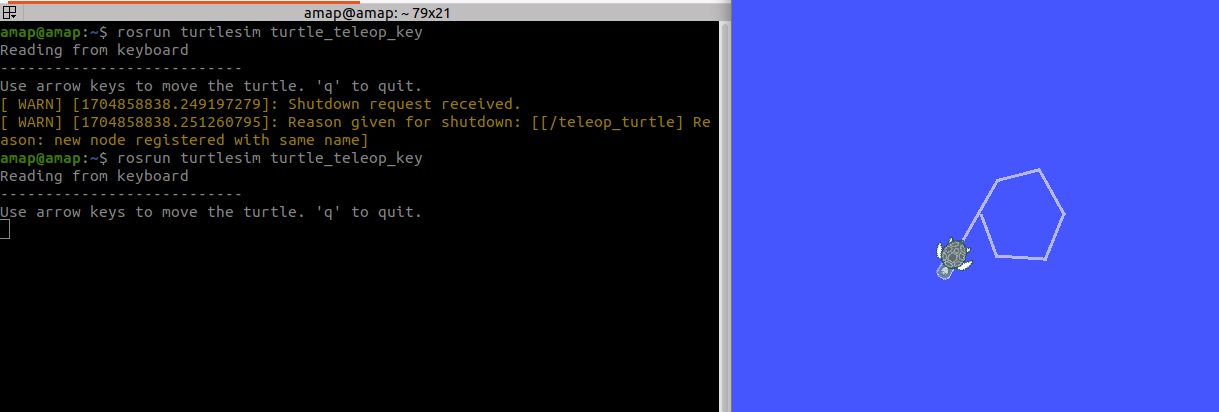 amap@amap: ~ 79x21
amap@amap:~$ rosrun turtlesim turtle_teleop_key
Reading from keyboard
---------------------------
Use arrow keys to move the turtle. 'q' to quit.
[ WARN] [1704858838.249197279]: Shutdown request received.
[ WARN] [1704858838.251260795]: Reason given for shutdown: [[/teleop_turtle] Re
ason: new node registered with same name]
amap@amap:~$ rosrun turtlesim turtle_teleop_key
Reading from keyboard
---------------------------
Use arrow keys to move the turtle. 'q' to quit.